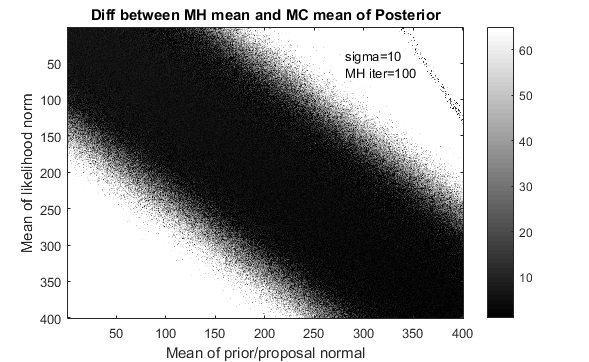 Diff between MH mean and MC mean of Posterior
sigma=10
MH iter=100
Mean of likelihood norm
50
100
150
200
250
300
350
400
50 100 150 200 250 300 350 400
Mean of prior/proposal normal
60
50
40
30
20
10